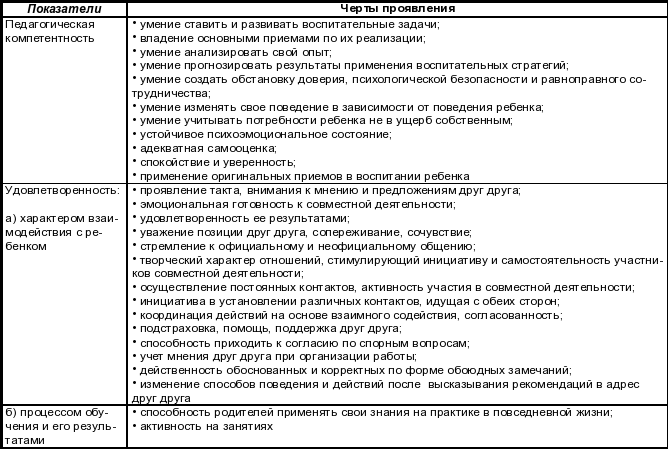 Показатели Черты проявления
Педагогическая
компетентность
• умение ставить и развивать воспитательные задачи;
• владение основными приемами по их реализации;
• умение анализировать свой опыт;
• умение прогнозировать результаты применения воспитательных стратегий;
• умение создать обстановку доверия, психологической безопасности и равноправного со-
трудничества;
• умение изменять свое поведение в зависимости от поведения ребенка;
• умение учитывать потребности ребенка не в ущерб собственным;
• устойчивое психоэмоциональное состояние;
• адекватная самооценка;
• спокойствие и уверенность;
• применение оригинальных приемов в воспитании ребенка
Удовлетворенность:
а) характером взаи-
модействия с ре-
бенком
• проявление такта, внимания к мнению и предложениям друг друга;
• эмоциональная готовность к совместной деятельности;
• удовлетворенность ее результатами;
• уважение позиции друг друга, сопереживание, сочувствие;
• стремление к официальному и неофициальному общению;
• творческий характер отношений, стимулирующий инициативу и самостоятельность участни-
ков совместной деятельности;
• осуществление постоянных контактов, активность участия в совместной деятельности;
• инициатива в установлении различных контактов, идущая с обеих сторон;
• координация действий на основе взаимного содействия, согласованность;
• подстраховка, помощь, поддержка друг друга;
• способность приходить к согласию по спорным вопросам;
• учет мнения друг друга при организации работы;
• действенность обоснованных и корректных по форме обоюдных замечаний;
• изменение способов поведения и действий после высказывания рекомендаций в адрес
друг друга
б) процессом обу-
чения и его резуль-
татами
• способность родителей применять свои знания на практике в повседневной жизни;
• активность на занятиях